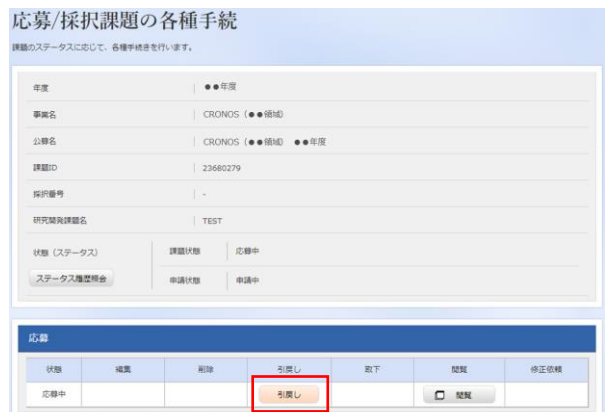 応募/採択課題の各種手続
課題のステータスに応じて、各種手続きを行います。
年度 ●●年度
事業名 CRONOS（●●領域）
公募名 CRONOS（●●領域） ●●年度
課題ID 23680279
採択番号 -
研究開発課題名 TEST
状態（ステータス） 課題状態 応募中
ステータス履歴照会 申請状態 申請中
応募
状態 編集 削除 引戻し 取下 閲覧 修正依頼
応募中 引戻し 閲覧